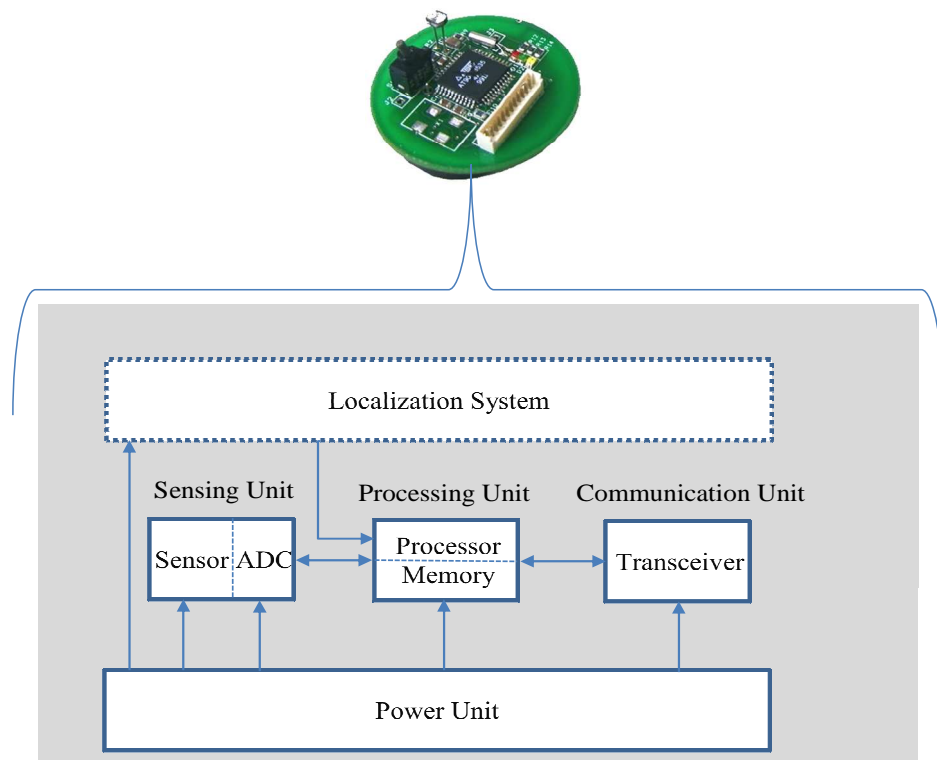 Localization System
Sensing Unit
Processing Unit
Communication Unit
Sensor
ADC
Processor
Memory
Transceiver
Power Unit